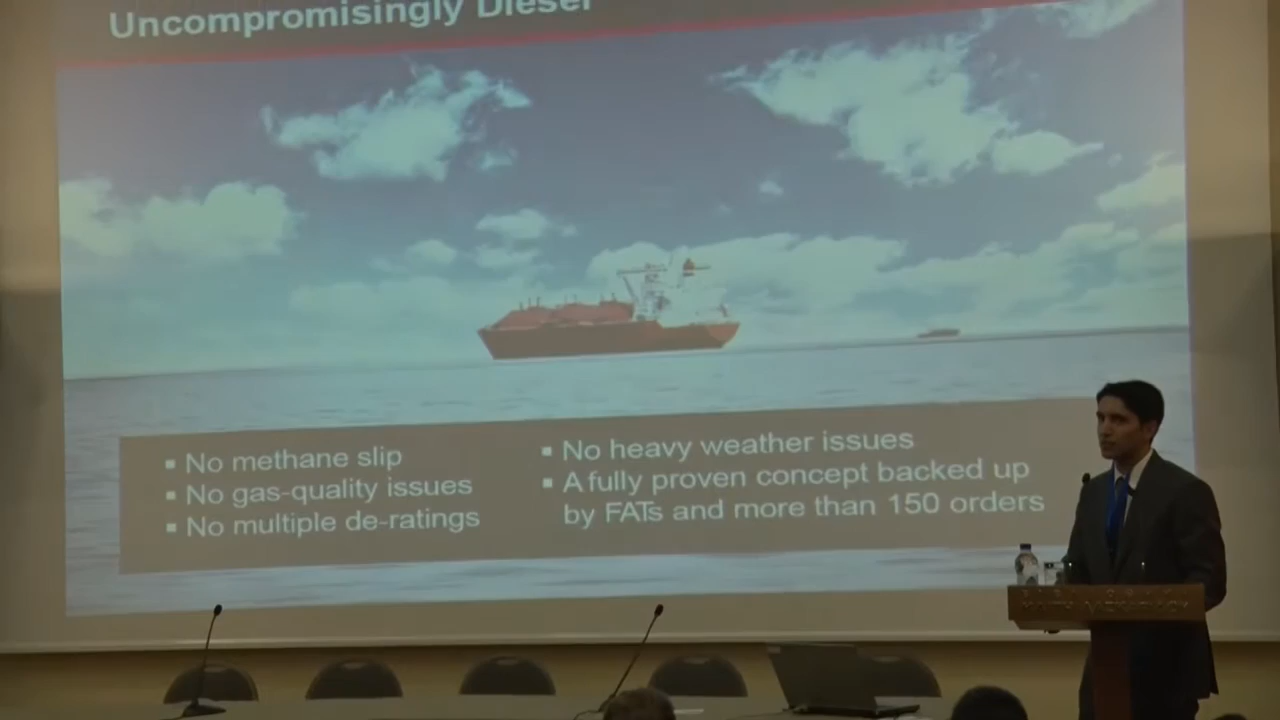 Uncompromisingly Diesel
▪ No methane slip
▪ No gas-quality issues
▪ No multiple de-ratings
▪ No heavy weather issues
▪ A fully proven concept backed up
by FATs and more than 150 orders